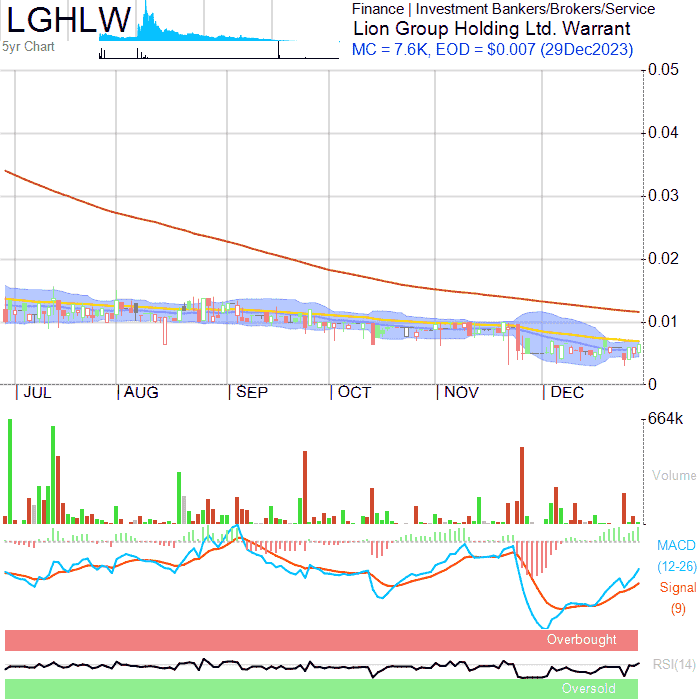 LGHLW
5yr Chart
Finance | Investment Bankers/Brokers/Service
Lion Group Holding Ltd. Warrant
MC = 7.6K, EOD = $0.007 (29Dec2023)
0.05
0.04
0.03
0.02
0.01
0
JUL AUG SEP OCT NOV DEC
664k
Volume
MACD
(12-26)
Signal
(9)
Overbought
RSI(14)
Oversold